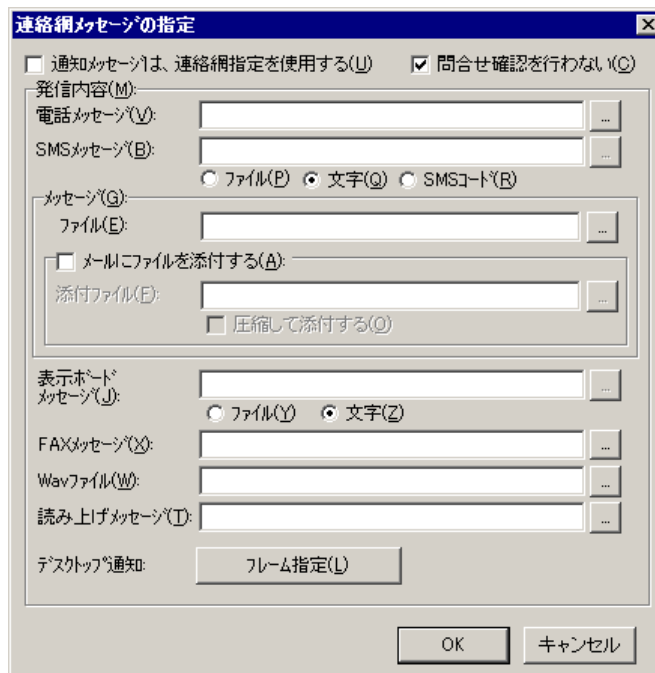 連絡網ﾒｯｾｰｼﾞの指定
通知ﾒｯｾｰｼﾞは、連絡網指定を使用する(U)
問合せ確認を行わない(C)
発信内容(M):
電話ﾒｯｾｰｼﾞ(V):
...
SMSﾒｯｾｰｼﾞ(B):
...
ﾌｧｲﾙ(P)
文字(Q)
SMSｺｰﾄﾞ(R)
ﾒｯｾｰｼﾞ(G):
ﾌｧｲﾙ(E):
...
ﾒｰﾙにﾌｧｲﾙを添付する(A):
添付ﾌｧｲﾙ(F):
...
圧縮して添付する(O)
表示ﾎﾞｰﾄﾞ
ﾒｯｾｰｼﾞ(J):
...
ﾌｧｲﾙ(Y)
文字(Z)
FAXﾒｯｾｰｼﾞ(X):
...
Wavﾌｧｲﾙ(W):
...
読み上げﾒｯｾｰｼﾞ(T):
...
ﾃﾞｽｸﾄｯﾌﾟ通知:
ﾌﾚｰﾑ指定(L)
OK
キャンセル